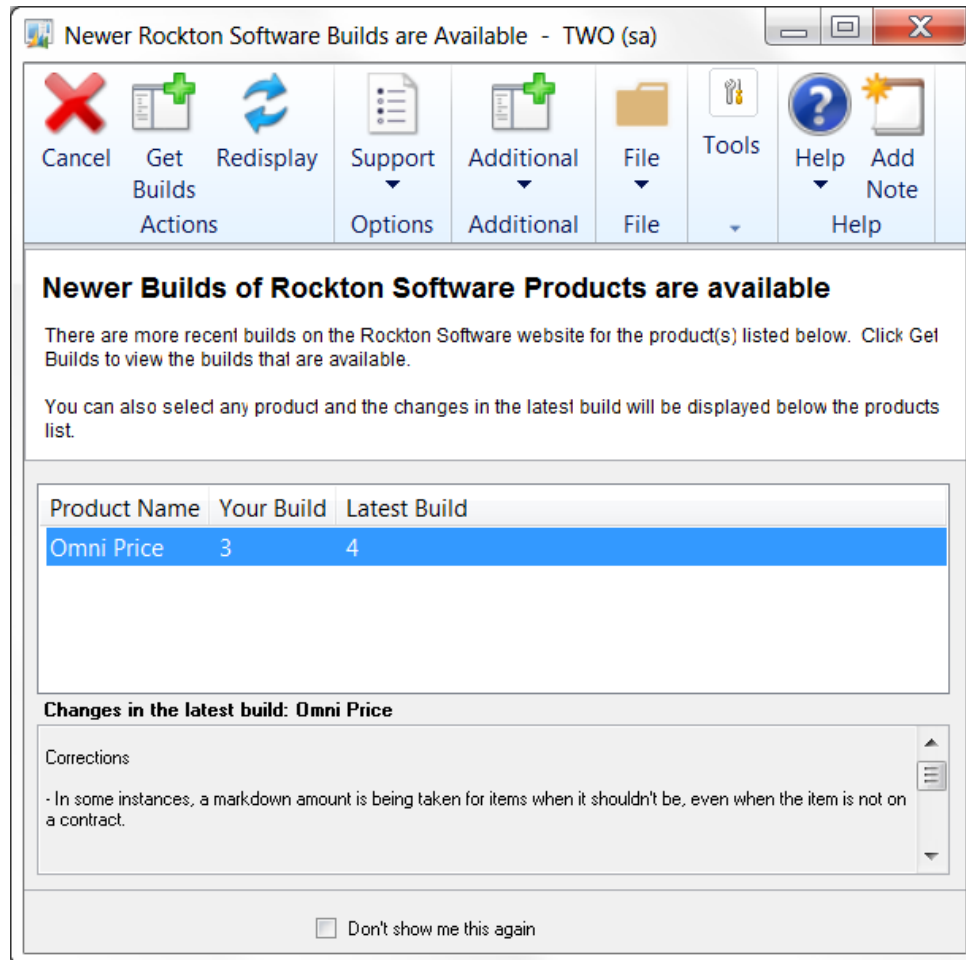 Newer Rockton Software Builds are Available - TWO (sa)
Cancel
Get
Builds
Redisplay
Actions
Support
Options
Additional
Additional
File
File
Tools
Help
Add
Note
Help
Newer Builds of Rockton Software Products are available
There are more recent builds on the Rockton Software website for the product(s) listed below. Click Get
Builds to view the builds that are available.
You can also select any product and the changes in the latest build will be displayed below the products
list.
Product Name Your Build Latest Build
Omni Price 3 4
Changes in the latest build: Omni Price
Corrections
- In some instances, a markdown amount is being taken for items when it shouldn't be, even when the item is not on
a contract.
Don't show me this again